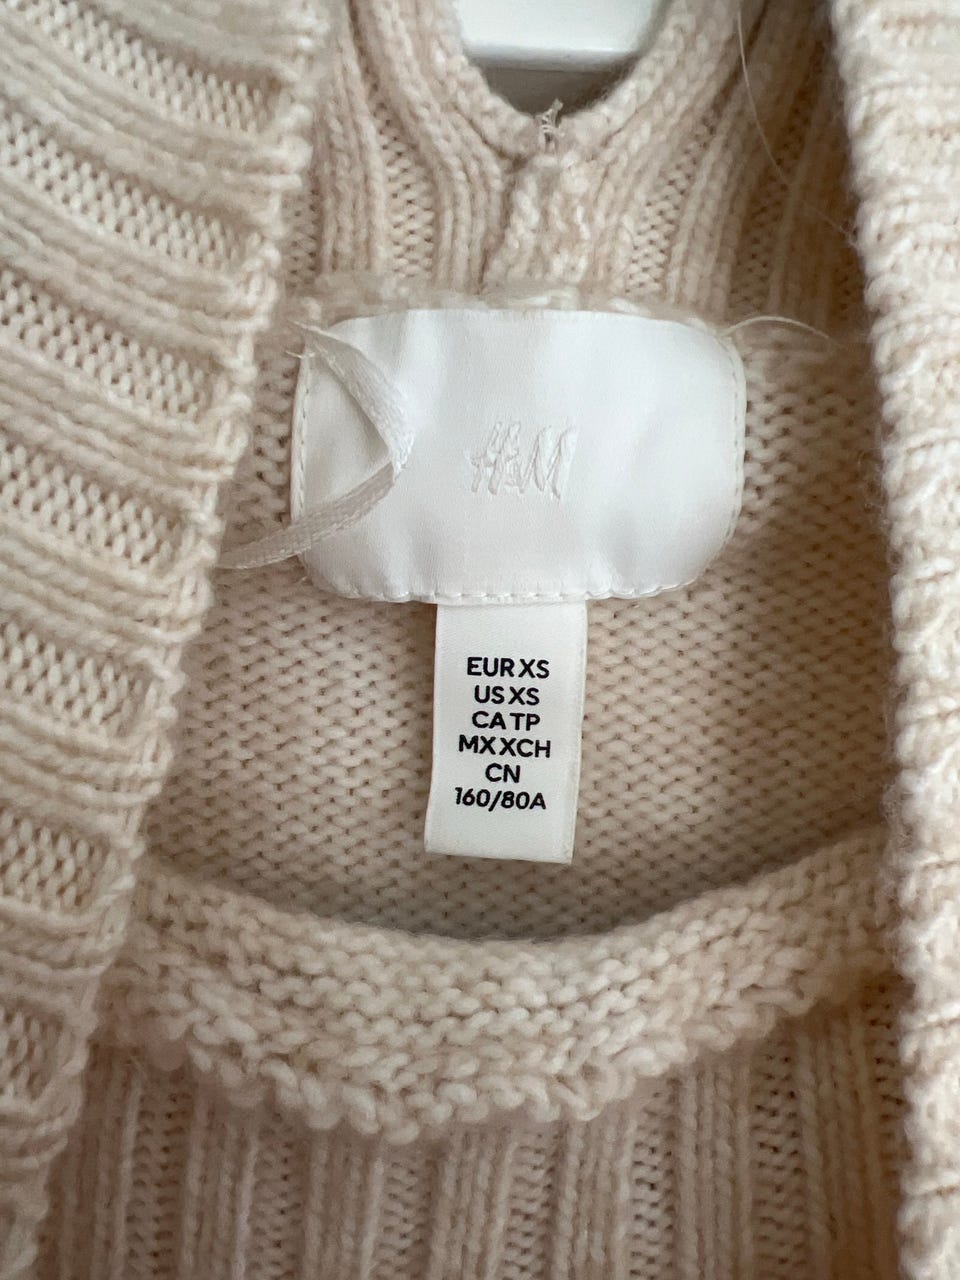 H&M
EUR XS
US XS
CA TP
MX XCH
CN
160/80A